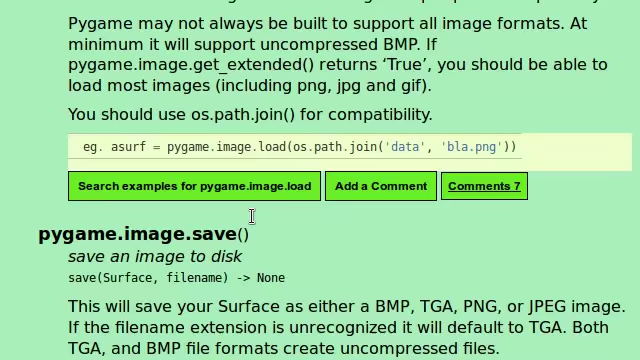 Pygame may not always be built to support all image formats. At
minimum it will support uncompressed BMP. If
pygame.image.get_extended() returns ‘True’, you should be able to
load most images (including png, jpg and gif).
You should use os.path.join() for compatibility.
eg. asurf = pygame.image.load(os.path.join('data', 'bla.png'))
Search examples for pygame.image.load Add a Comment Comments 7
pygame.image.save()
save an image to disk
save(Surface, filename) -> None
This will save your Surface as either a BMP, TGA, PNG, or JPEG image.
If the filename extension is unrecognized it will default to TGA. Both
TGA, and BMP file formats create uncompressed files.